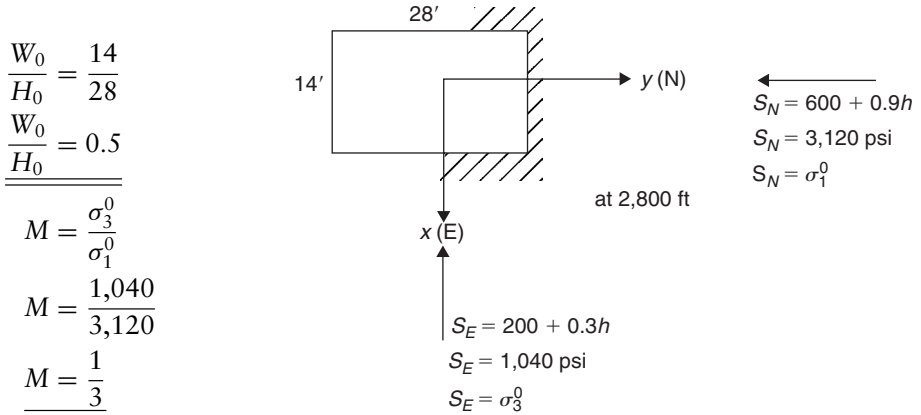 W₀/H₀ = 14/28
W₀/H₀ = 0.5
M = σ₃⁰/σ₁⁰
M = 1,040/3,120
M = 1/3
28′
14′
y (N)
x (E)
at 2,800 ft
S_N = 600 + 0.9h
S_N = 3,120 psi
S_N = σ₁⁰
S_E = 200 + 0.3h
S_E = 1,040 psi
S_E = σ₃⁰